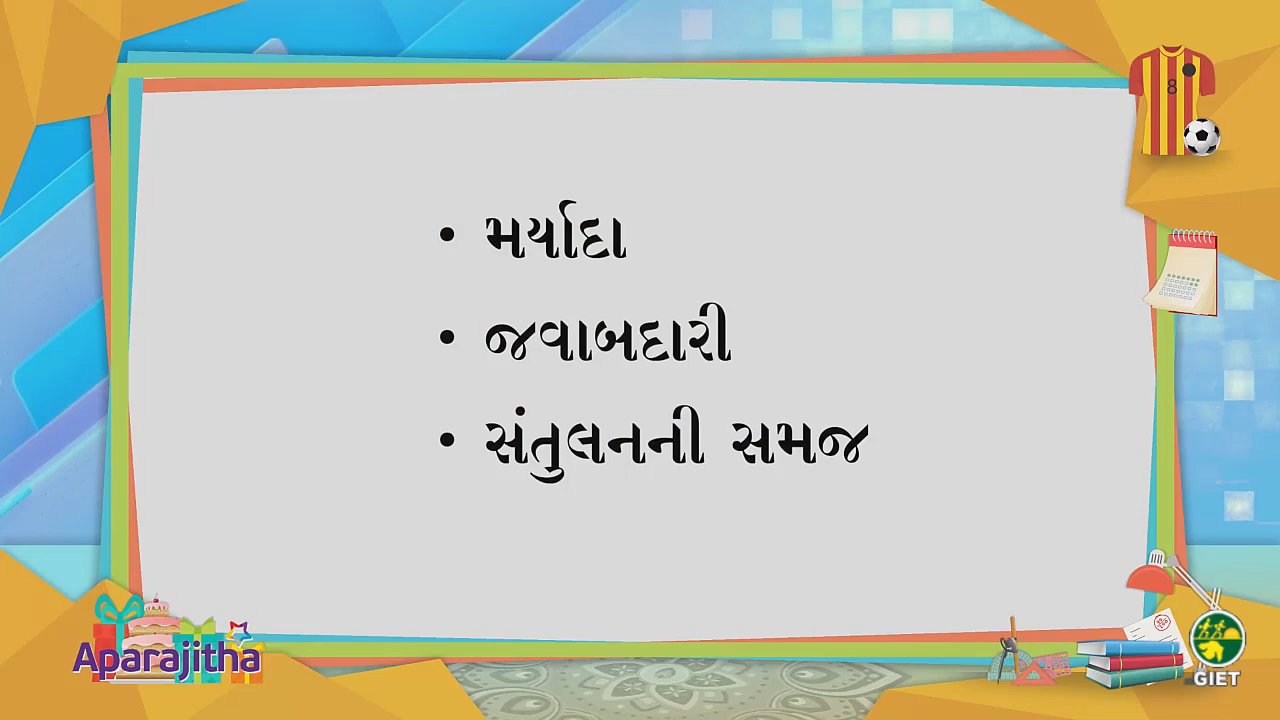 • મર્યાદા
• જવાબદારી
• સંતુલનની સમજ
8
Aparajitha
GIET